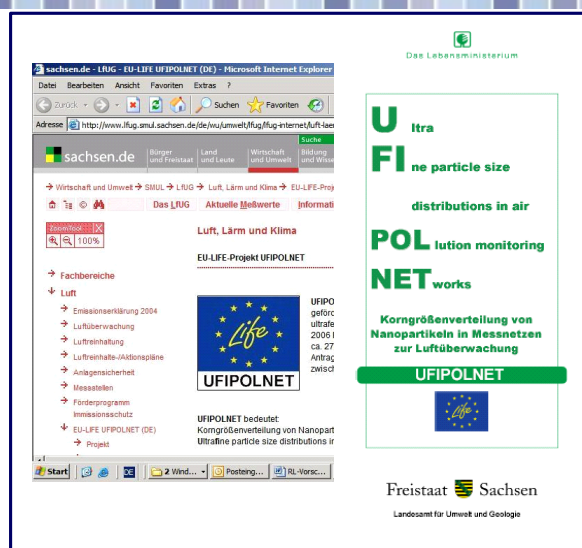 sachsen.de - LfUG - EU-LIFE UFIPOLNET (DE) - Microsoft Internet Explorer
Datei Bearbeiten Ansicht Favoriten Extras ?
Zurück Suchen Favoriten
Adresse http://www.lfug.smul.sachsen.de/de/wu/umwelt/lfug/lfug-internet/luft-laer
Suche
sachsen.de
Bürger und Freistaat
Land und Leute
Wirtschaft und Umwelt
Bildung und Wisse
Wirtschaft und Umwelt SMUL LfUG Luft, Lärm und Klima EU-LIFE-Proj
Das LfUG Aktuelle Meßwerte Informati
ZoomTool X
100%
Luft, Lärm und Klima
EU-LIFE-Projekt UFIPOLNET
Fachbereiche
Luft
Emissionserklärung 2004
Luftüberwachung
Luftreinhaltung
Luftreinhalte-/Aktionspläne
Anlagensicherheit
Messstellen
Förderprogramm
Immissionsschutz
EU-LIFE UFIPOLNET (DE)
Projekt
Life
UFIPOLNET
UFIPO
geförd
ultrafe
2006 
ca. 27
Antrag
zwisch
UFIPOLNET bedeutet:
Korngrößenverteilung von Nanopart
Ultrafine particle size distributions ir
Start DE 2 Wind... Posteing... RL-Vorsc...
Das Lebensministerium
U ltra
FI ne particle size
distributions in air
POL lution monitoring
NET works
Korngrößenverteilung von
Nanopartikeln in Messnetzen
zur Luftüberwachung
UFIPOLNET
Life
Freistaat Sachsen
Landesamt für Umwelt und Geologie